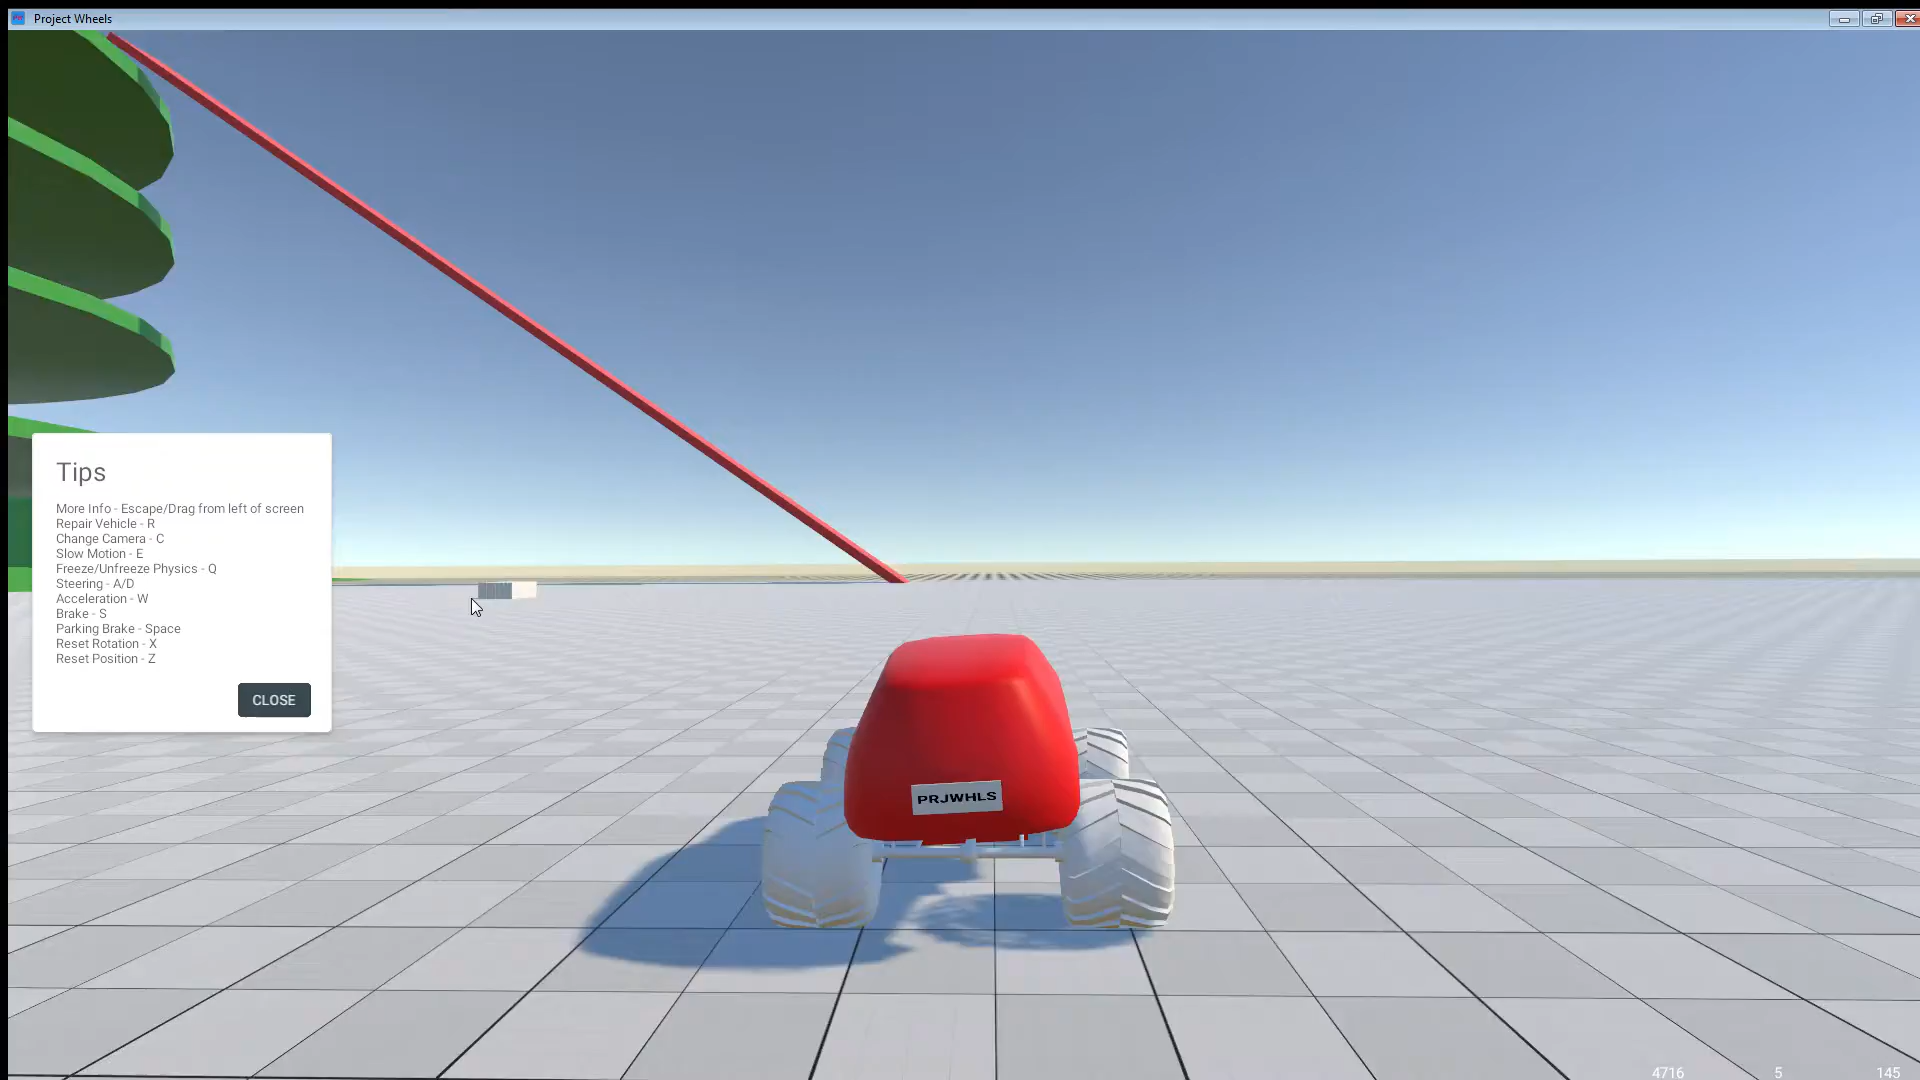 Project Wheels
Tips
More Info - Escape/Drag from left of screen
Repair Vehicle - R
Change Camera - C
Slow Motion - E
Freeze/Unfreeze Physics - Q
Steering - A/D
Acceleration - W
Brake - S
Parking Brake - Space
Reset Rotation - X
Reset Position - Z
CLOSE
PRJWHLS
4716 5 145